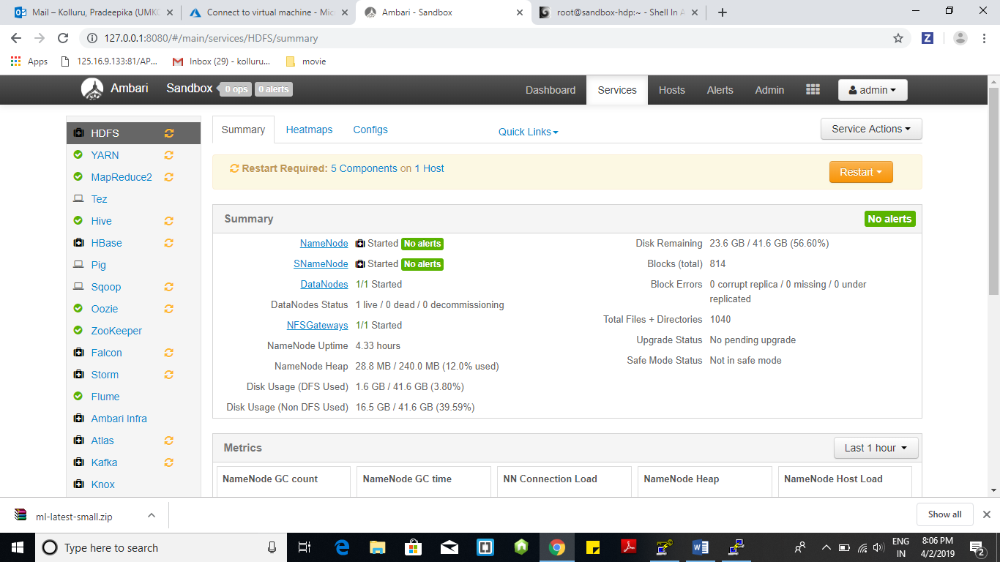 Mail – Kolluru, Pradeepika (UMKC
Connect to virtual machine - Mic
Ambari - Sandbox
root@sandbox-hdp:~ - Shell In A
127.0.0.1:8080/#/main/services/HDFS/summary
Apps
125.16.9.133:81/AP...
Inbox (29) - kolluru...
movie
Ambari Sandbox 0 ops 0 alerts
Dashboard Services Hosts Alerts Admin admin
HDFS
YARN
MapReduce2
Tez
Hive
HBase
Pig
Sqoop
Oozie
ZooKeeper
Falcon
Storm
Flume
Ambari Infra
Atlas
Kafka
Knox
Summary Heatmaps Configs Quick Links Service Actions
Restart Required: 5 Components on 1 Host Restart
Summary No alerts
NameNode Started No alerts
SNameNode Started No alerts
DataNodes 1/1 Started
DataNodes Status 1 live / 0 dead / 0 decommissioning
NFSGateways 1/1 Started
NameNode Uptime 4.33 hours
NameNode Heap 28.8 MB / 240.0 MB (12.0% used)
Disk Usage (DFS Used) 1.6 GB / 41.6 GB (3.80%)
Disk Usage (Non DFS Used) 16.5 GB / 41.6 GB (39.59%)
Disk Remaining 23.6 GB / 41.6 GB (56.60%)
Blocks (total) 814
Block Errors 0 corrupt replica / 0 missing / 0 under
replicated
Total Files + Directories 1040
Upgrade Status No pending upgrade
Safe Mode Status Not in safe mode
Metrics Last 1 hour
NameNode GC count NameNode GC time NN Connection Load NameNode Heap NameNode Host Load
ml-latest-small.zip Show all
Type here to search
ENG
IN
8:06 PM
4/2/2019
2